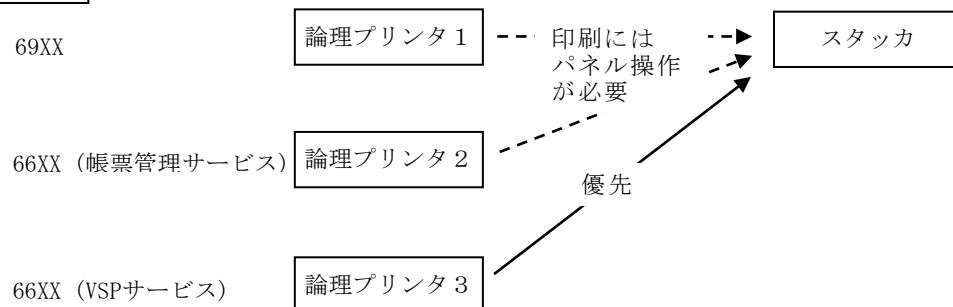 69XX
論理プリンタ１
印刷には
パネル操作
が必要
スタッカ
66XX（帳票管理サービス）
論理プリンタ２
優先
66XX（VSPサービス）
論理プリンタ３